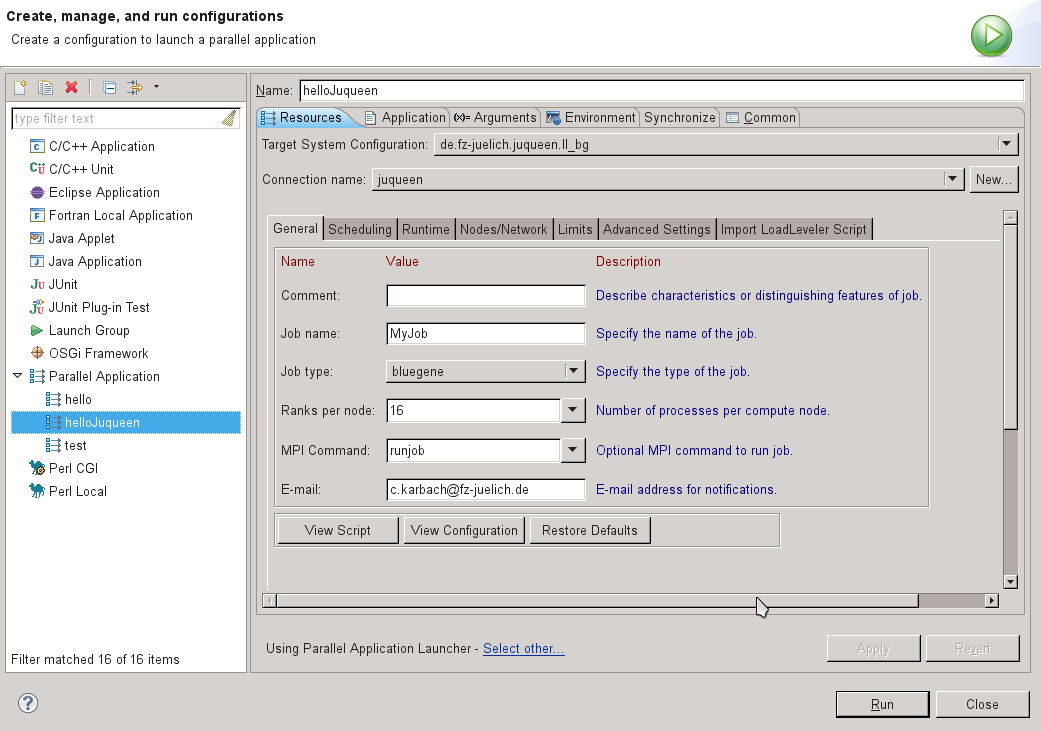 Create, manage, and run configurations
Create a configuration to launch a parallel application
type filter text
C/C++ Application
C/C++ Unit
Eclipse Application
Fortran Local Application
Java Applet
Java Application
JUnit
JUnit Plug-in Test
Launch Group
OSGi Framework
Parallel Application
hello
helloJuqueen
test
Perl CGI
Perl Local
Filter matched 16 of 16 items
Name: helloJuqueen
Resources Application Arguments Environment Synchronize Common
Target System Configuration: de.fz-juelich.juqueen.ll_bg
Connection name: juqueen New...
General Scheduling Runtime Nodes/Network Limits Advanced Settings Import LoadLeveler Script
Name Value Description
Comment: Describe characteristics or distinguishing features of job.
Job name: MyJob Specify the name of the job.
Job type: bluegene Specify the type of the job.
Ranks per node: 16 Number of processes per compute node.
MPI Command: runjob Optional MPI command to run job.
E-mail: c.karbach@fz-juelich.de E-mail address for notifications.
View Script View Configuration Restore Defaults
Using Parallel Application Launcher - Select other...
Apply Revert
Run Close